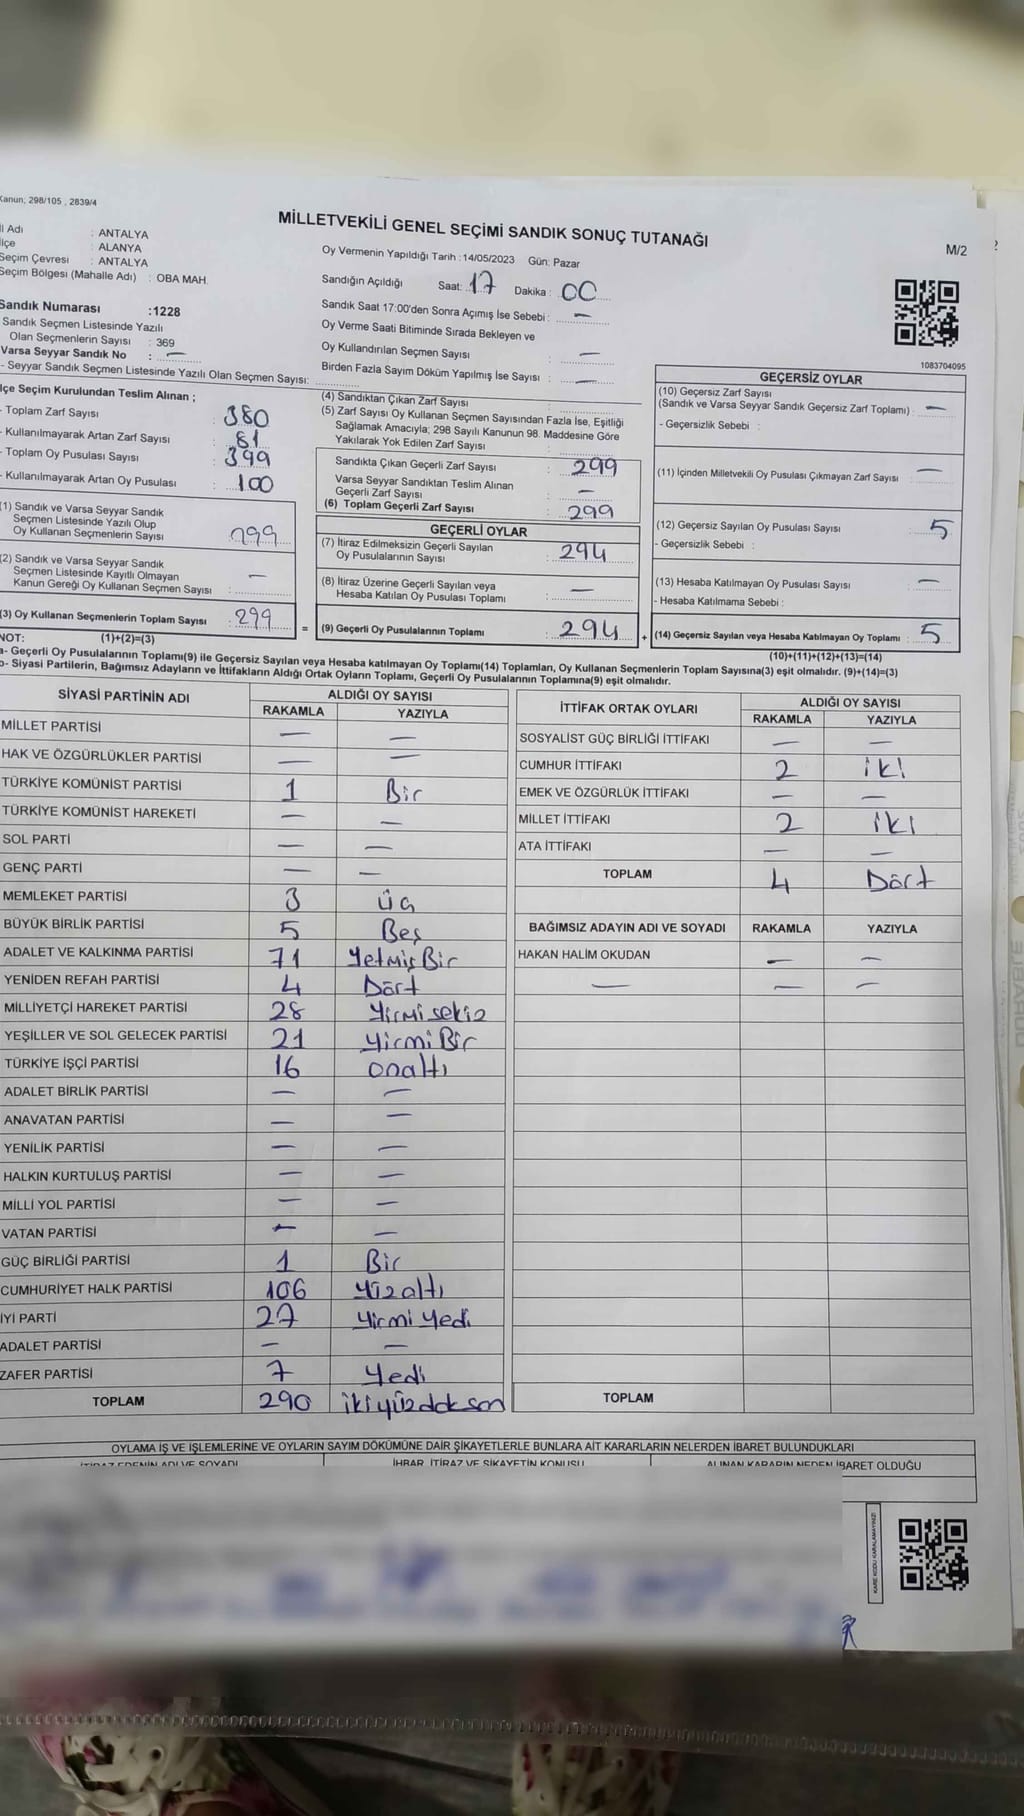 Kanun; 298/105 , 2839/4
MİLLETVEKİLİ GENEL SEÇİMİ SANDIK SONUÇ TUTANAĞI
M/2
İl Adı : ANTALYA
İlçe : ALANYA
Seçim Çevresi : ANTALYA
Seçim Bölgesi (Mahalle Adı) : OBA MAH.
Oy Vermenin Yapıldığı Tarih :14/05/2023 Gün: Pazar
Sandığın Açıldığı Saat: 17 Dakika : 00
Sandık Saat 17:00'den Sonra Açımış İse Sebebi : —
Oy Verme Saati Bitiminde Sırada Bekleyen ve
Oy Kullandırılan Seçmen Sayısı : —
Birden Fazla Sayım Döküm Yapılmış İse Sayısı : —
Sandık Numarası :1228
Sandık Seçmen Listesinde Yazılı
Olan Seçmenlerin Sayısı : 369
Varsa Seyyar Sandık No : —
- Seyyar Sandık Seçmen Listesinde Yazılı Olan Seçmen Sayısı:
1083704095
İlçe Seçim Kurulundan Teslim Alınan ;
- Toplam Zarf Sayısı : 380
- Kullanılmayarak Artan Zarf Sayısı : 81
- Toplam Oy Pusulası Sayısı : 399
- Kullanılmayarak Artan Oy Pusulası : 100
(1) Sandık ve Varsa Seyyar Sandık
Seçmen Listesinde Yazılı Olup
Oy Kullanan Seçmenlerin Sayısı : 299
(2) Sandık ve Varsa Seyyar Sandık
Seçmen Listesinde Kayıtlı Olmayan
Kanun Gereği Oy Kullanan Seçmen Sayısı : —
(3) Oy Kullanan Seçmenlerin Toplam Sayısı : 299
(4) Sandıktan Çıkan Zarf Sayısı :
(5) Zarf Sayısı Oy Kullanan Seçmen Sayısından Fazla İse, Eşitliği
Sağlamak Amacıyla; 298 Sayılı Kanunun 98. Maddesine Göre
Yakılarak Yok Edilen Zarf Sayısı :
Sandıkta Çıkan Geçerli Zarf Sayısı : 299
Varsa Seyyar Sandıktan Teslim Alınan
Geçerli Zarf Sayısı : —
(6) Toplam Geçerli Zarf Sayısı : 299
GEÇERLİ OYLAR
(7) İtiraz Edilmeksizin Geçerli Sayılan
Oy Pusulalarının Sayısı : 294
(8) İtiraz Üzerine Geçerli Sayılan veya
Hesaba Katılan Oy Pusulası Toplamı : —
= (9) Geçerli Oy Pusulalarının Toplamı : 294
GEÇERSİZ OYLAR
(10) Geçersiz Zarf Sayısı
(Sandık ve Varsa Seyyar Sandık Geçersiz Zarf Toplamı) : —
- Geçersizlik Sebebi :
(11) İçinden Milletvekili Oy Pusulası Çıkmayan Zarf Sayısı : —
(12) Geçersiz Sayılan Oy Pusulası Sayısı : 5
- Geçersizlik Sebebi :
(13) Hesaba Katılmayan Oy Pusulası Sayısı : —
- Hesaba Katılmama Sebebi :
+ (14) Geçersiz Sayılan veya Hesaba Katılmayan Oy Toplamı : 5
NOT: (1)+(2)=(3)
(10)+(11)+(12)+(13)=(14)
a- Geçerli Oy Pusulalarının Toplamı(9) ile Geçersiz Sayılan veya Hesaba katılmayan Oy Toplamı(14) Toplamları, Oy Kullanan Seçmenlerin Toplam Sayısına(3) eşit olmalıdır. (9)+(14)=(3)
b- Siyasi Partilerin, Bağımsız Adayların ve İttifakların Aldığı Ortak Oyların Toplamı, Geçerli Oy Pusulalarının Toplamına(9) eşit olmalıdır.
SİYASİ PARTİNİN ADI ALDIĞI OY SAYISI
RAKAMLA YAZIYLA
MİLLET PARTİSİ — —
HAK VE ÖZGÜRLÜKLER PARTİSİ — —
TÜRKİYE KOMÜNİST PARTİSİ 1 Bir
TÜRKİYE KOMÜNİST HAREKETİ — —
SOL PARTİ — —
GENÇ PARTİ — —
MEMLEKET PARTİSİ 3 üç
BÜYÜK BİRLİK PARTİSİ 5 Beş
ADALET VE KALKINMA PARTİSİ 71 YetmişBir
YENİDEN REFAH PARTİSİ 4 Dört
MİLLİYETÇİ HAREKET PARTİSİ 28 Yirmisekiz
YEŞİLLER VE SOL GELECEK PARTİSİ 21 YirmiBir
TÜRKİYE İŞÇİ PARTİSİ 16 onaltı
ADALET BİRLİK PARTİSİ — —
ANAVATAN PARTİSİ — —
YENİLİK PARTİSİ — —
HALKIN KURTULUŞ PARTİSİ — —
MİLLİ YOL PARTİSİ — —
VATAN PARTİSİ — —
GÜÇ BİRLİĞİ PARTİSİ 1 Bir
CUMHURİYET HALK PARTİSİ 106 Yüzaltı
İYİ PARTİ 27 Yirmi Yedi
ADALET PARTİSİ — —
ZAFER PARTİSİ 7 Yedi
TOPLAM 290 ikiyüzdoksan
İTTİFAK ORTAK OYLARI ALDIĞI OY SAYISI
RAKAMLA YAZIYLA
SOSYALİST GÜÇ BİRLİĞİ İTTİFAKI — —
CUMHUR İTTİFAKI 2 iki
EMEK VE ÖZGÜRLÜK İTTİFAKI — —
MİLLET İTTİFAKI 2 iki
ATA İTTİFAKI — —
TOPLAM 4 Dört
BAĞIMSIZ ADAYIN ADI VE SOYADI RAKAMLA YAZIYLA
HAKAN HALİM OKUDAN — —
— — —
TOPLAM
OYLAMA İŞ VE İŞLEMLERİNE VE OYLARIN SAYIM DÖKÜMÜNE DAİR ŞİKAYETLERLE BUNLARA AİT KARARLARIN NELERDEN İBARET BULUNDUKLARI
İTİRAZ EDENİN ADI VE SOYADI İHBAR, İTİRAZ VE ŞİKAYETİN KONUSU ALINAN KARARIN NEDEN İBARET OLDUĞU
KARE KODU KARALAMAYINIZ!